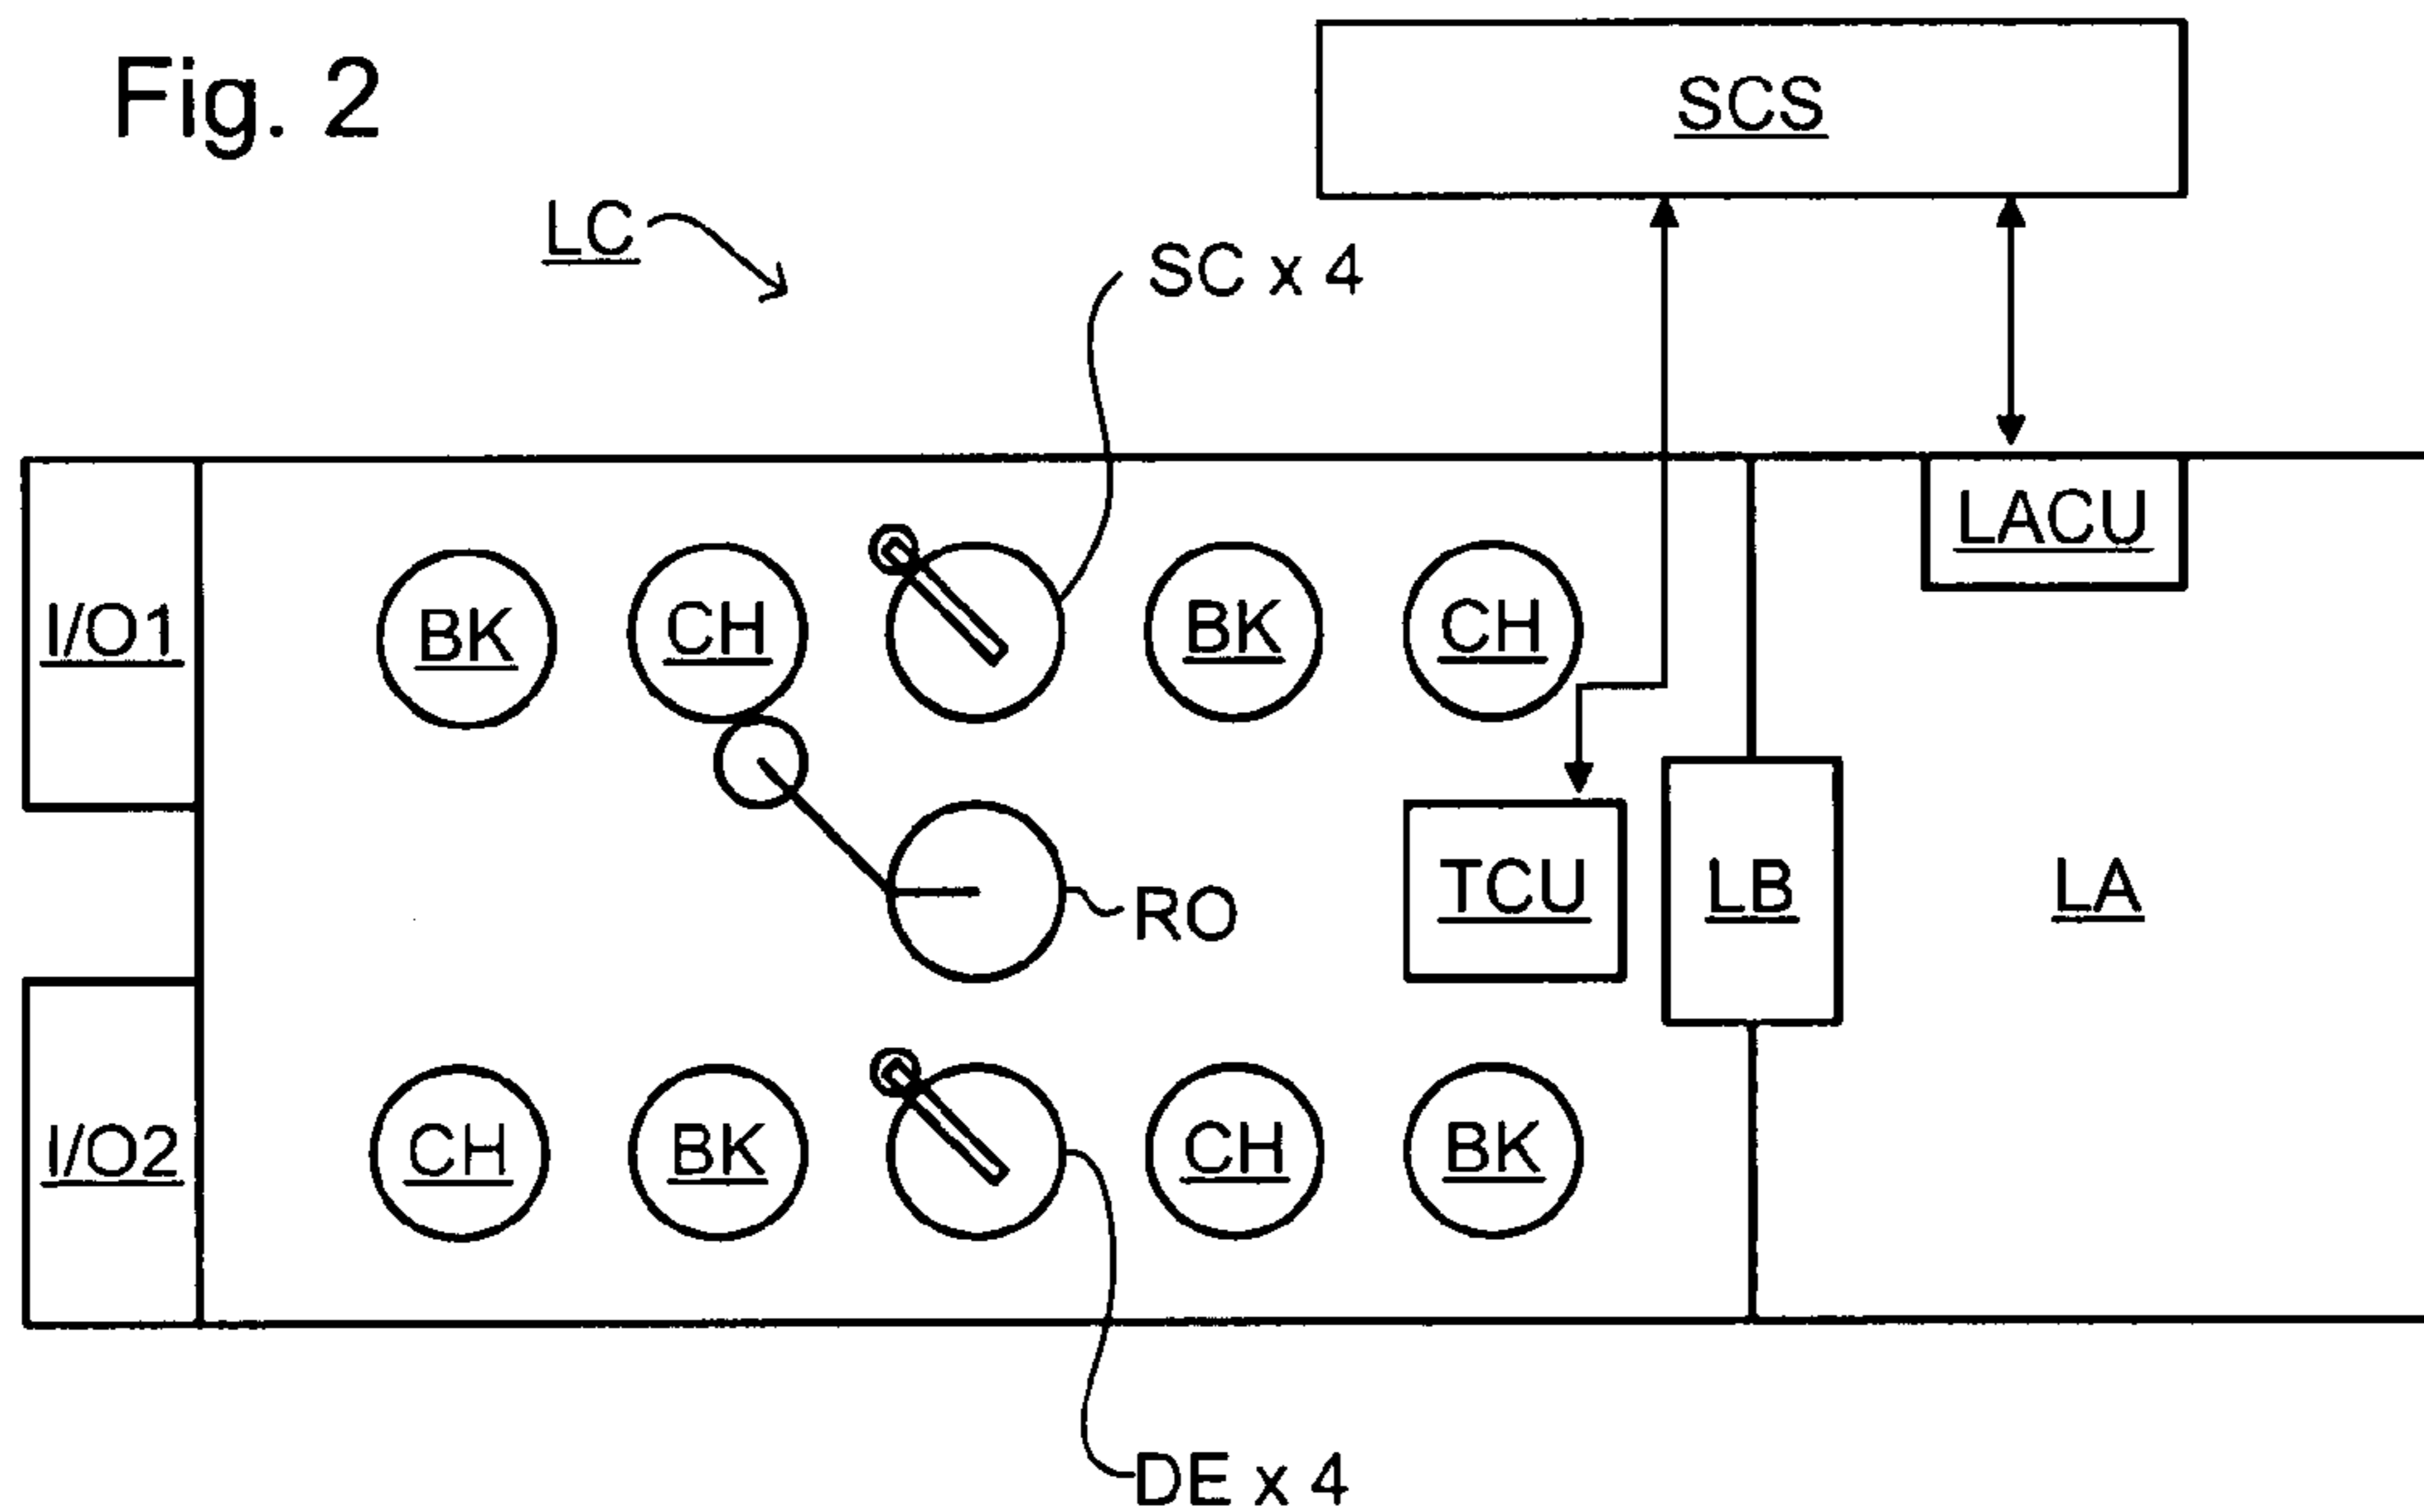 Fig. 2
SCS
LC
SC x 4
LACU
I/O1
BK
CH
BK
CH
RO
TCU
LB
LA
I/O2
CH
BK
CH
BK
DE x 4